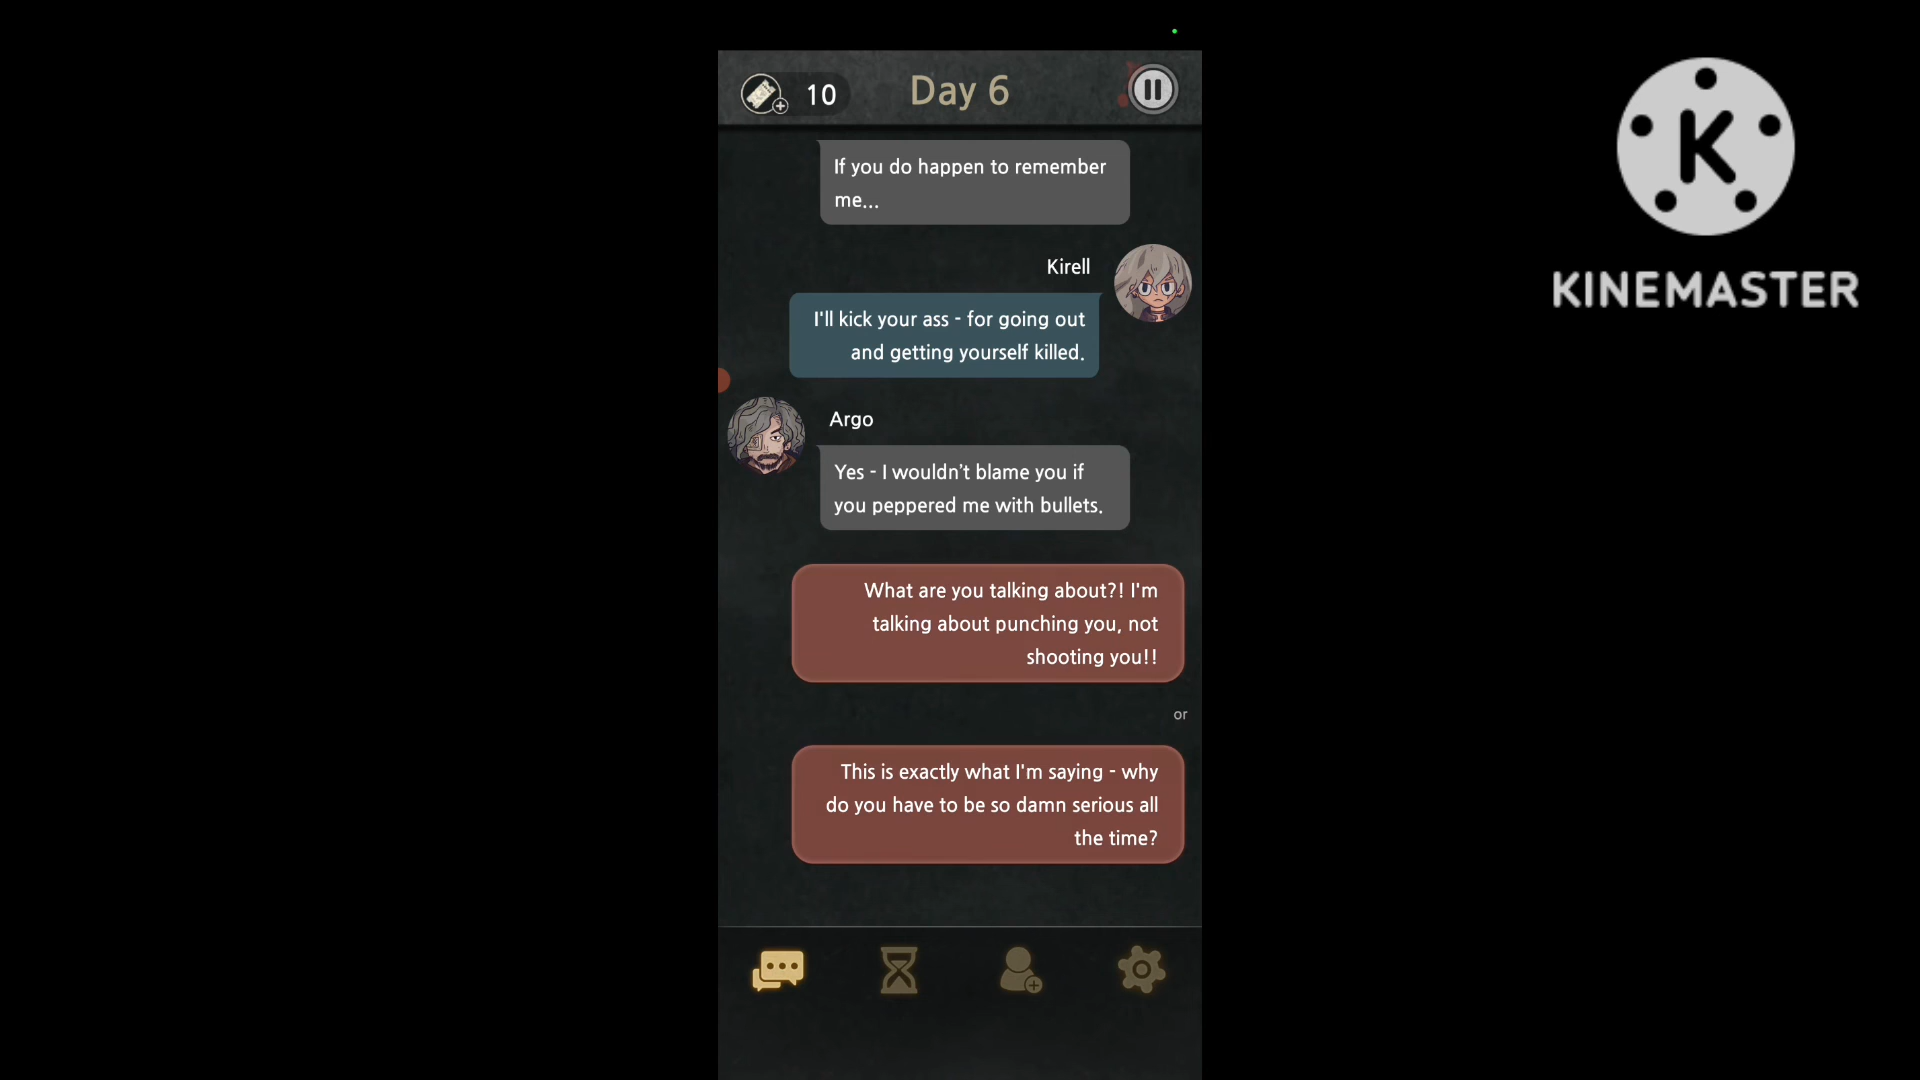 10
Day 6
If you do happen to remember
me...
Kirell
I'll kick your ass - for going out
and getting yourself killed.
Argo
Yes - I wouldn't blame you if
you peppered me with bullets.
What are you talking about?! I'm
talking about punching you, not
shooting you!!
or
This is exactly what I'm saying - why
do you have to be so damn serious all
the time?
K
KINEMASTER